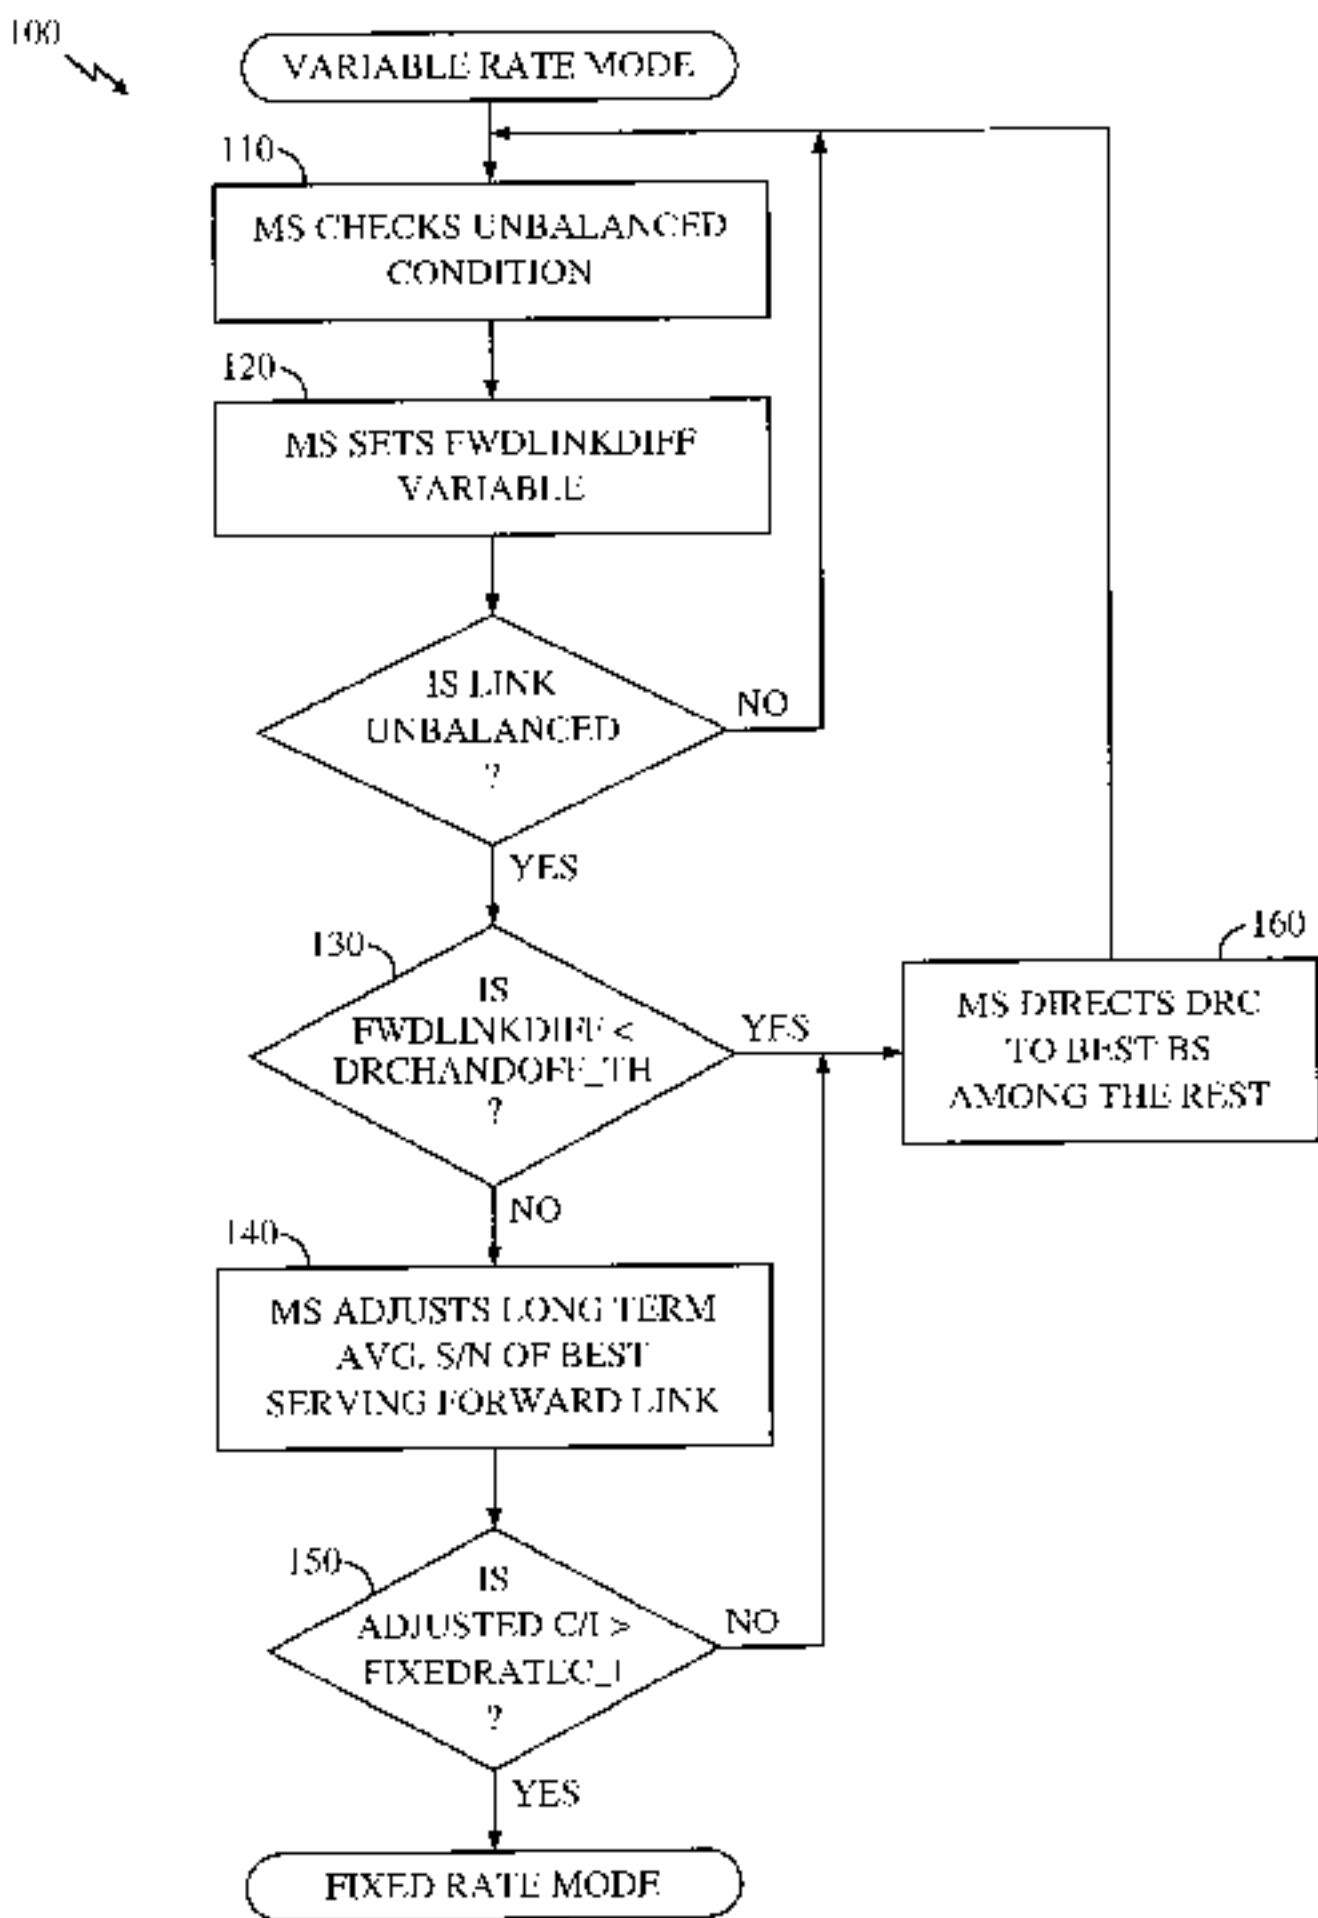 100
VARIABLE RATE MODE
110
MS CHECKS UNBALANCED
CONDITION
120
MS SETS FWDLINKDIFF
VARIABLE
IS LINK
UNBALANCED
?
NO
YES
130
IS
FWDLINKDIFF <
DRCHANDOFF_TH
?
YES
160
MS DIRECTS DRC
TO BEST BS
AMONG THE REST
NO
140
MS ADJUSTS LONG TERM
AVG. S/N OF BEST
SERVING FORWARD LINK
150
IS
ADJUSTED C/I >
FIXEDRATEC_I
?
NO
YES
FIXED RATE MODE